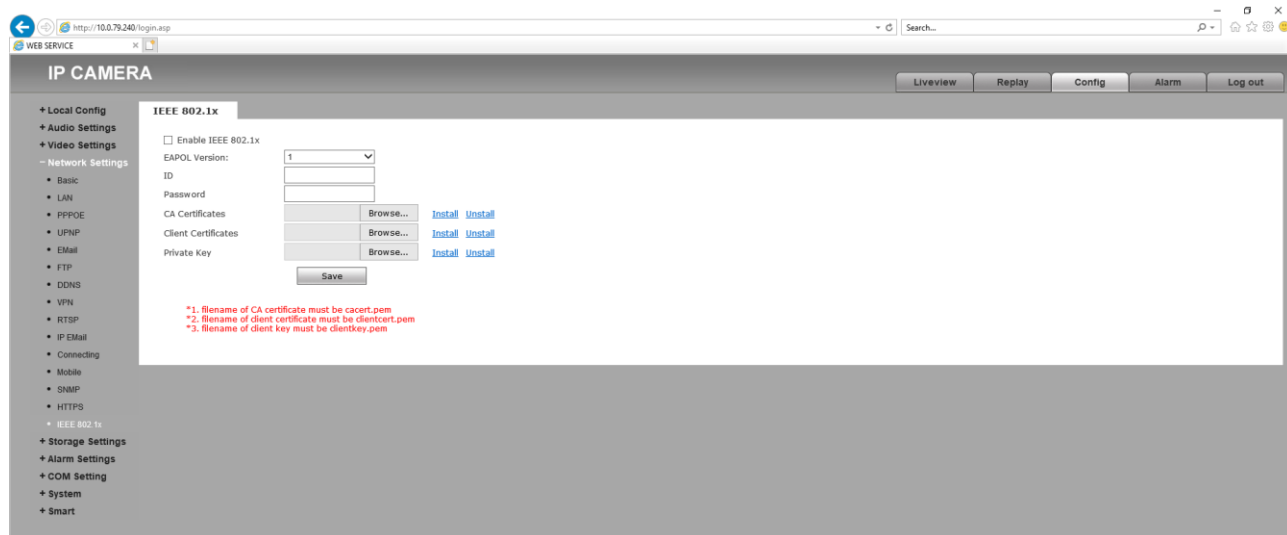 http://10.0.79.240/login.asp
Search...
WEB SERVICE
IP CAMERA
Liveview
Replay
Config
Alarm
Log out
+ Local Config
+ Audio Settings
+ Video Settings
− Network Settings
• Basic
• LAN
• PPPOE
• UPNP
• EMail
• FTP
• DDNS
• VPN
• RTSP
• IP EMail
• Connecting
• Mobile
• SNMP
• HTTPS
• IEEE 802.1x
+ Storage Settings
+ Alarm Settings
+ COM Setting
+ System
+ Smart
IEEE 802.1x
Enable IEEE 802.1x
EAPOL Version: 1
ID
Password
CA Certificates Browse... Install Unstall
Client Certificates Browse... Install Unstall
Private Key Browse... Install Unstall
Save
*1. filename of CA certificate must be cacert.pem
*2. filename of client certificate must be clientcert.pem
*3. filename of client key must be clientkey.pem